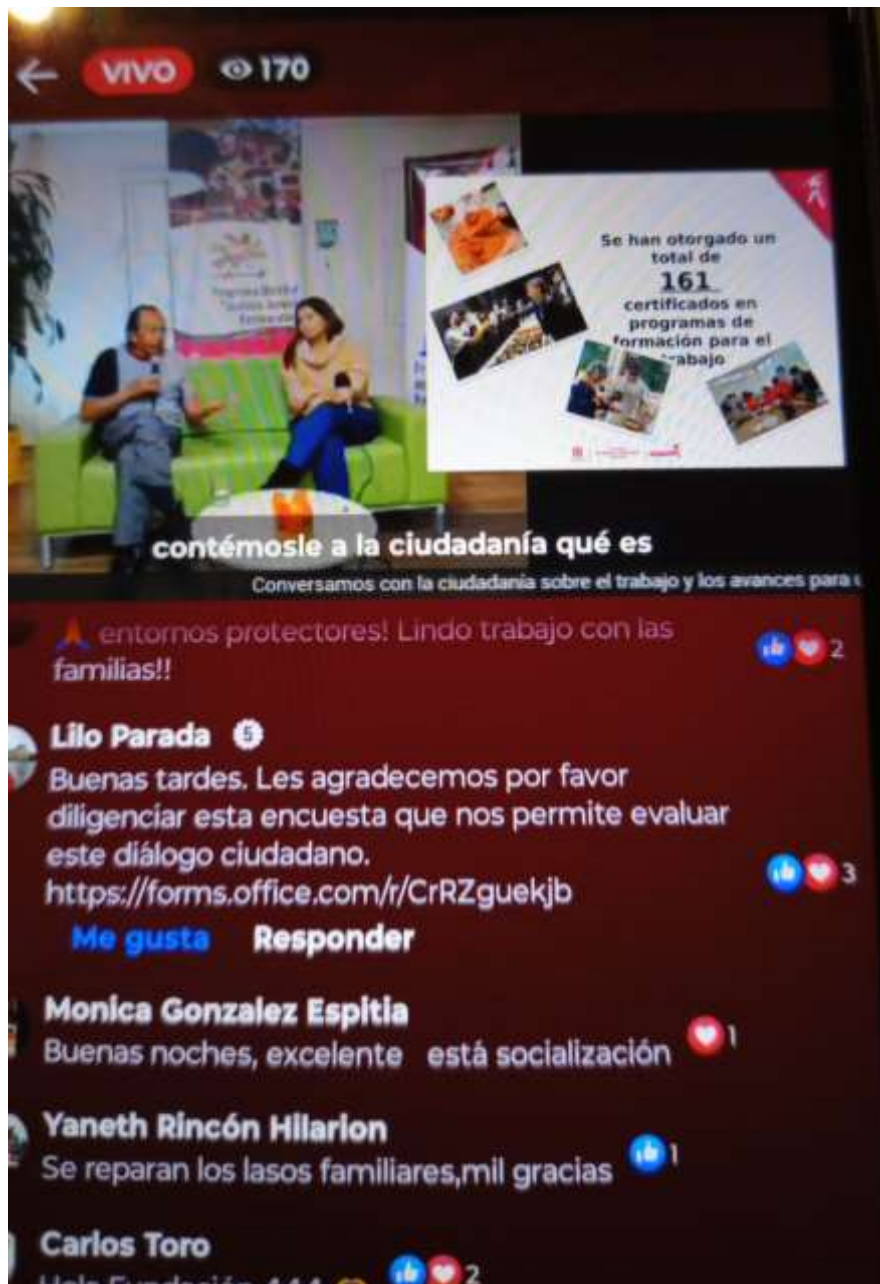 VIVO 170
Se han otorgado un
total de
161
certificados en
programas de
formación para el
contémosle a la ciudadanía qué es
Conversamos con la ciudadanía sobre el trabajo y los avances para
entornos protectores! Lindo trabajo con las
familias!!
2
Lilo Parada 5
Buenas tardes. Les agradecemos por favor
diligenciar esta encuesta que nos permite evaluar
este diálogo ciudadano.
https://forms.office.com/r/CrRZguekjb
3
Me gusta Responder
Monica Gonzalez Espitia
Buenas noches, excelente está socialización
1
Yaneth Rincón Hilarion
Se reparan los lasos familiares,mil gracias
1
Carlos Toro
2